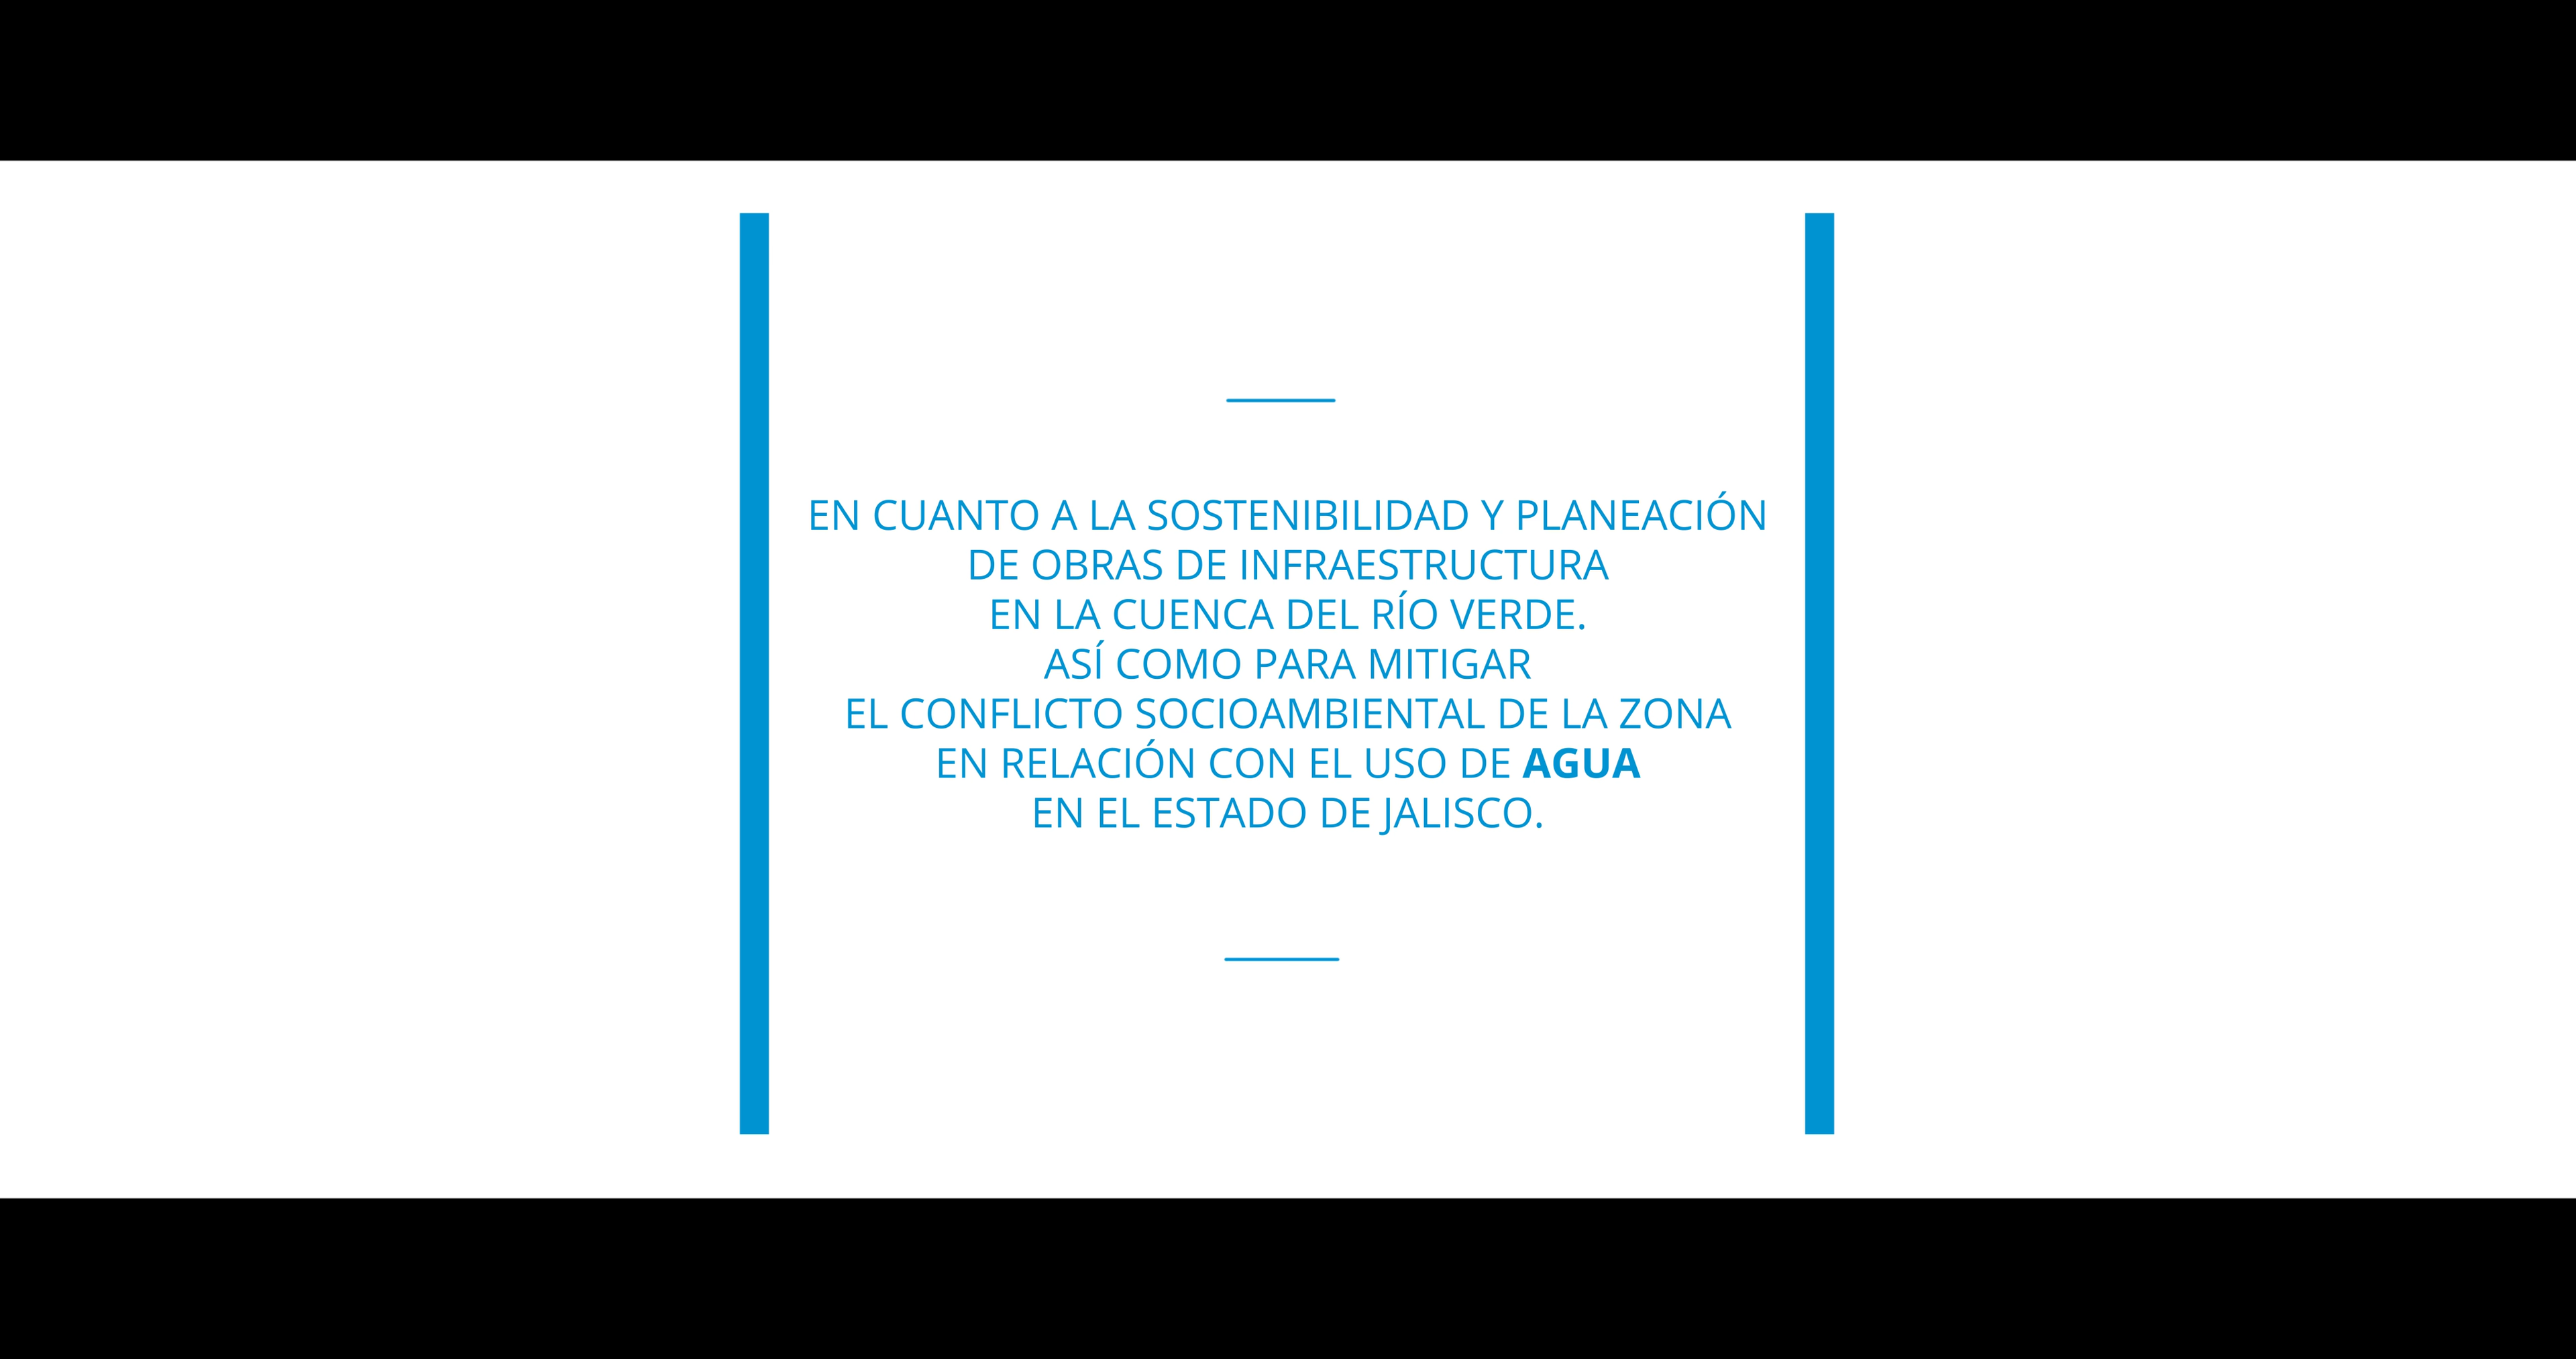 EN CUANTO A LA SOSTENIBILIDAD Y PLANEACIÓN
DE OBRAS DE INFRAESTRUCTURA
EN LA CUENCA DEL RÍO VERDE.
ASÍ COMO PARA MITIGAR
EL CONFLICTO SOCIOAMBIENTAL DE LA ZONA
EN RELACIÓN CON EL USO DE AGUA
EN EL ESTADO DE JALISCO.